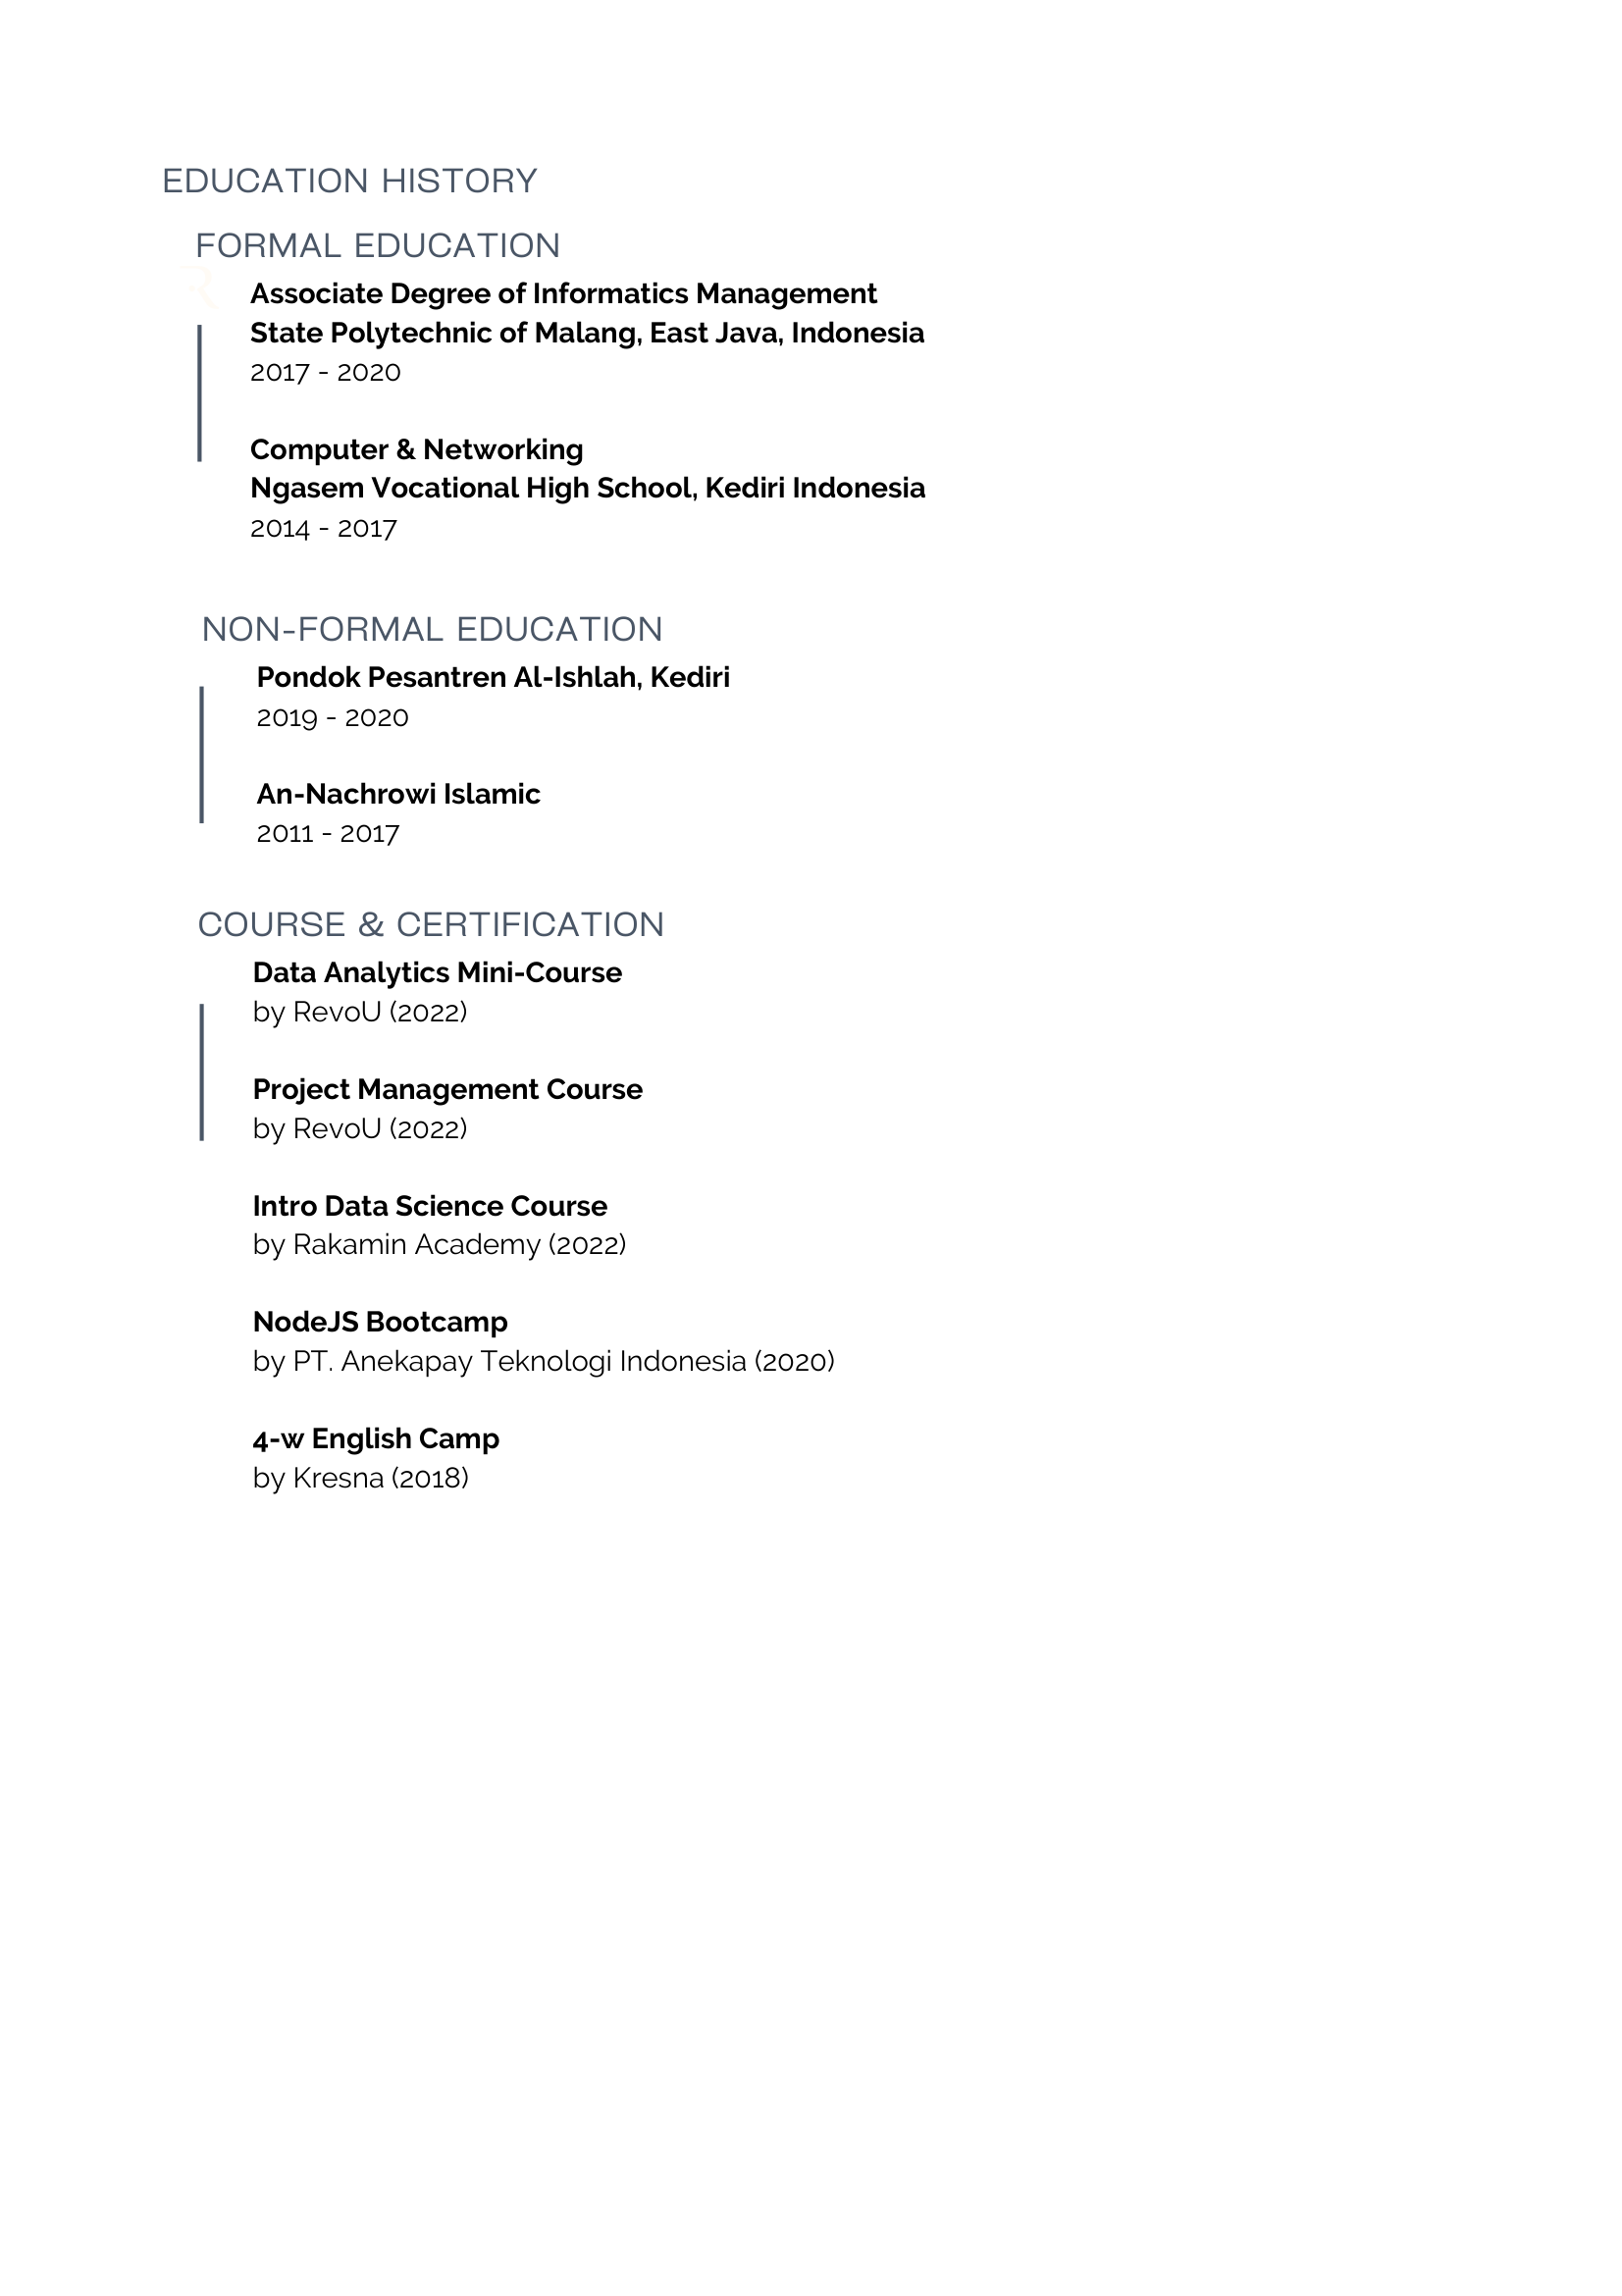 EDUCATION HISTORY
FORMAL EDUCATION
Associate Degree of Informatics Management
State Polytechnic of Malang, East Java, Indonesia
2017 - 2020
Computer & Networking
Ngasem Vocational High School, Kediri Indonesia
2014 - 2017
NON-FORMAL EDUCATION
Pondok Pesantren Al-Ishlah, Kediri
2019 - 2020
An-Nachrowi Islamic
2011 - 2017
COURSE & CERTIFICATION
Data Analytics Mini-Course
by RevoU (2022)
Project Management Course
by RevoU (2022)
Intro Data Science Course
by Rakamin Academy (2022)
NodeJS Bootcamp
by PT. Anekapay Teknologi Indonesia (2020)
4-w English Camp
by Kresna (2018)